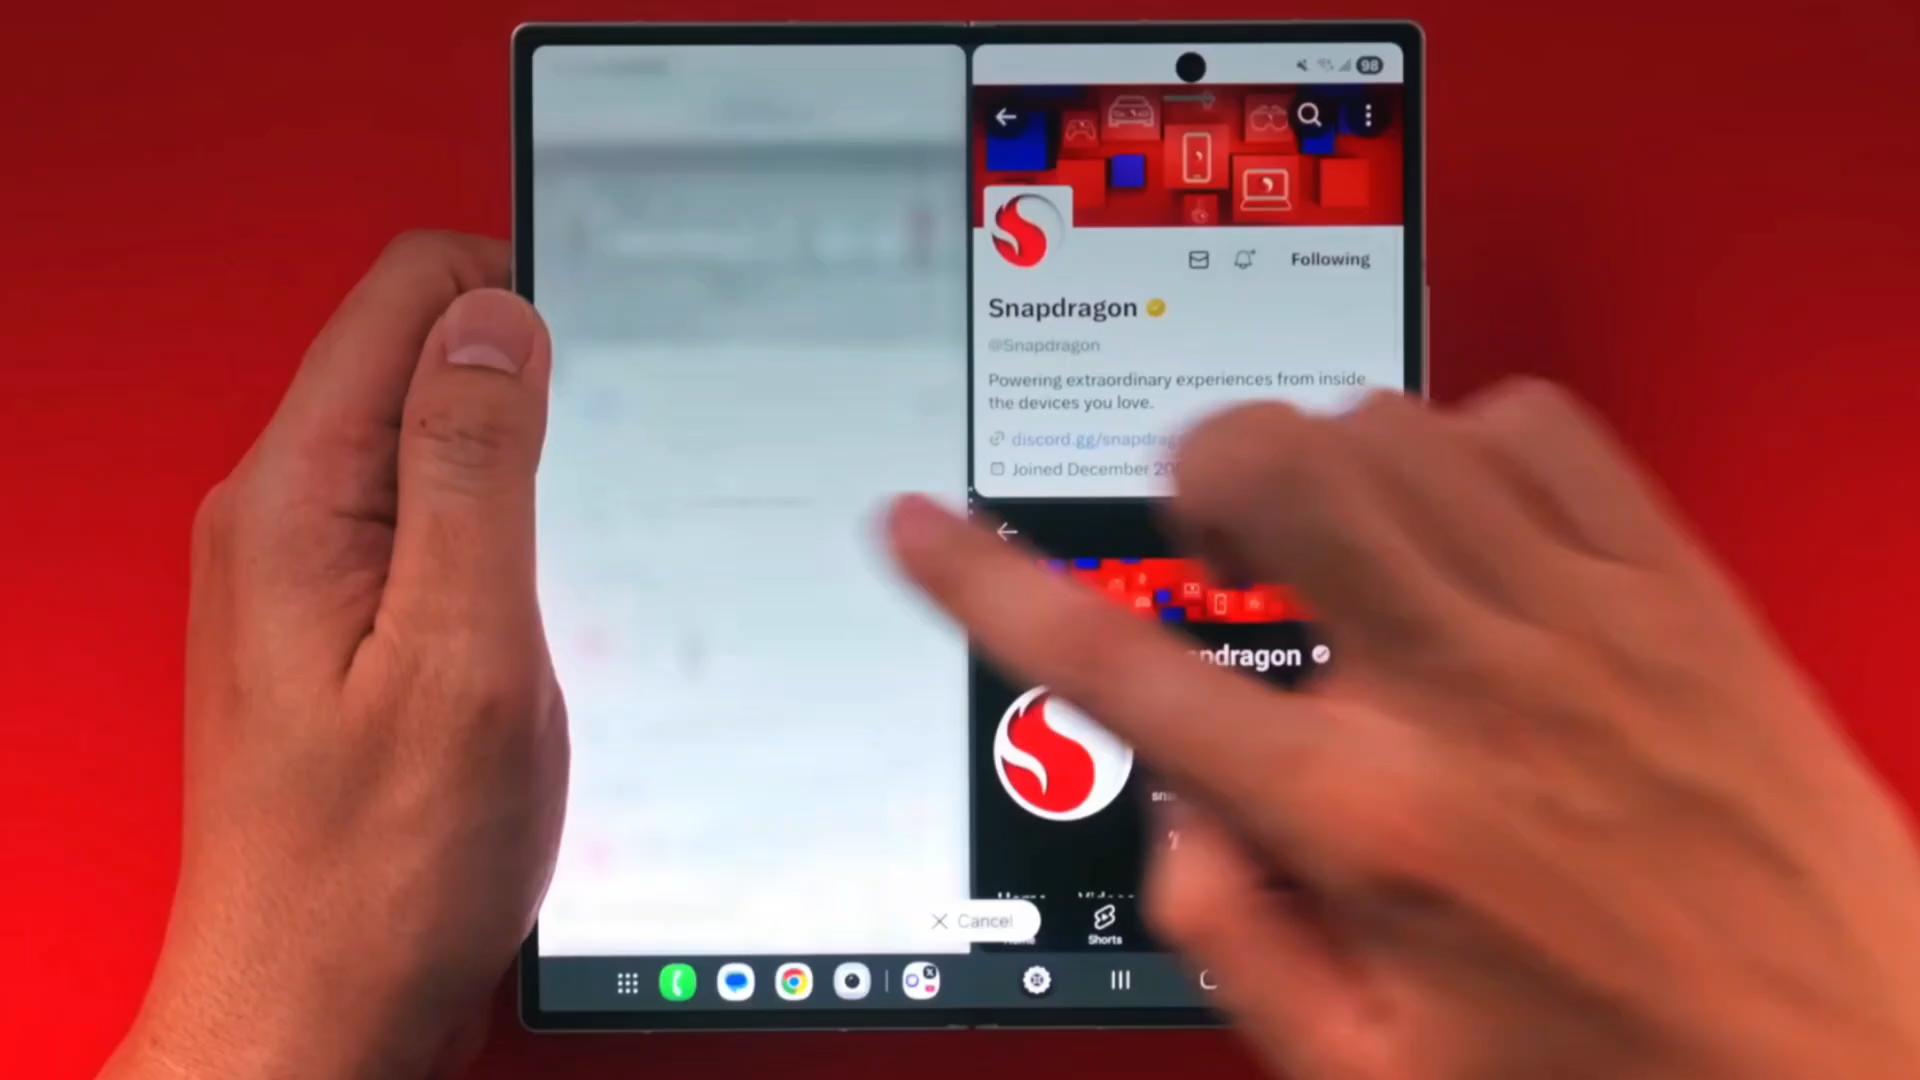 98
Following
Snapdragon
@Snapdragon
Powering extraordinary experiences from inside
the devices you love.
discord.gg/snapdrag
Joined December 20
ndragon
Cancel
Shorts